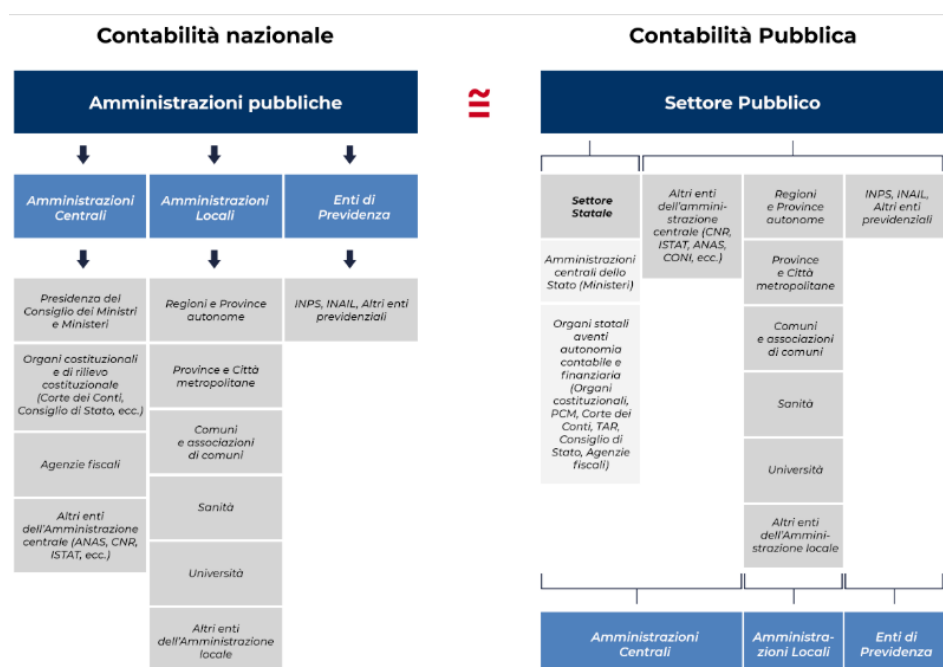 Contabilità nazionale
Amministrazioni pubbliche
Amministrazioni
Centrali
Presidenza del
Consiglio dei Ministri
e Ministeri
Organi costituzionali
e di rilievo
costituzionale
(Corte dei Conti,
Consiglio di Stato, ecc.)
Agenzie fiscali
Altri enti
dell'Amministrazione
centrale (ANAS, CNR,
ISTAT, ecc.)
Amministrazioni
Locali
Regioni e Province
autonome
Province e Città
metropolitane
Comuni
e associazioni
di comuni
Sanità
Università
Altri enti
dell'Amministrazione
locale
Enti di
Previdenza
INPS, INAIL, Altri enti
previdenziali
≅
Contabilità Pubblica
Settore Pubblico
Settore
Statale
Amministrazioni
centrali dello
Stato (Ministeri)
Organi statali
aventi
autonomia
contabile e
finanziaria
(Organi
costituzionali,
PCM, Corte dei
Conti, TAR,
Consiglio di
Stato, Agenzie
fiscali)
Altri enti
dell'ammini-
strazione
centrale (CNR,
ISTAT, ANAS,
CONI, ecc.)
Regioni
e Province
autonome
Province
e Città
metropolitane
Comuni
e associazioni
di comuni
Sanità
Università
Altri enti
dell'Ammini-
strazione locale
INPS, INAIL,
Altri enti
previdenziali
Amministrazioni
Centrali
Amministra-
zioni Locali
Enti di
Previdenza